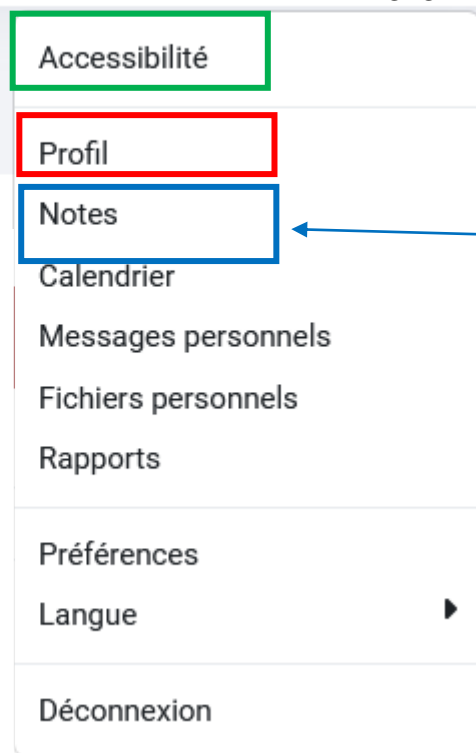 Accessibilité
Profil
Notes
Calendrier
Messages personnels
Fichiers personnels
Rapports
Préférences
Langue
Déconnexion